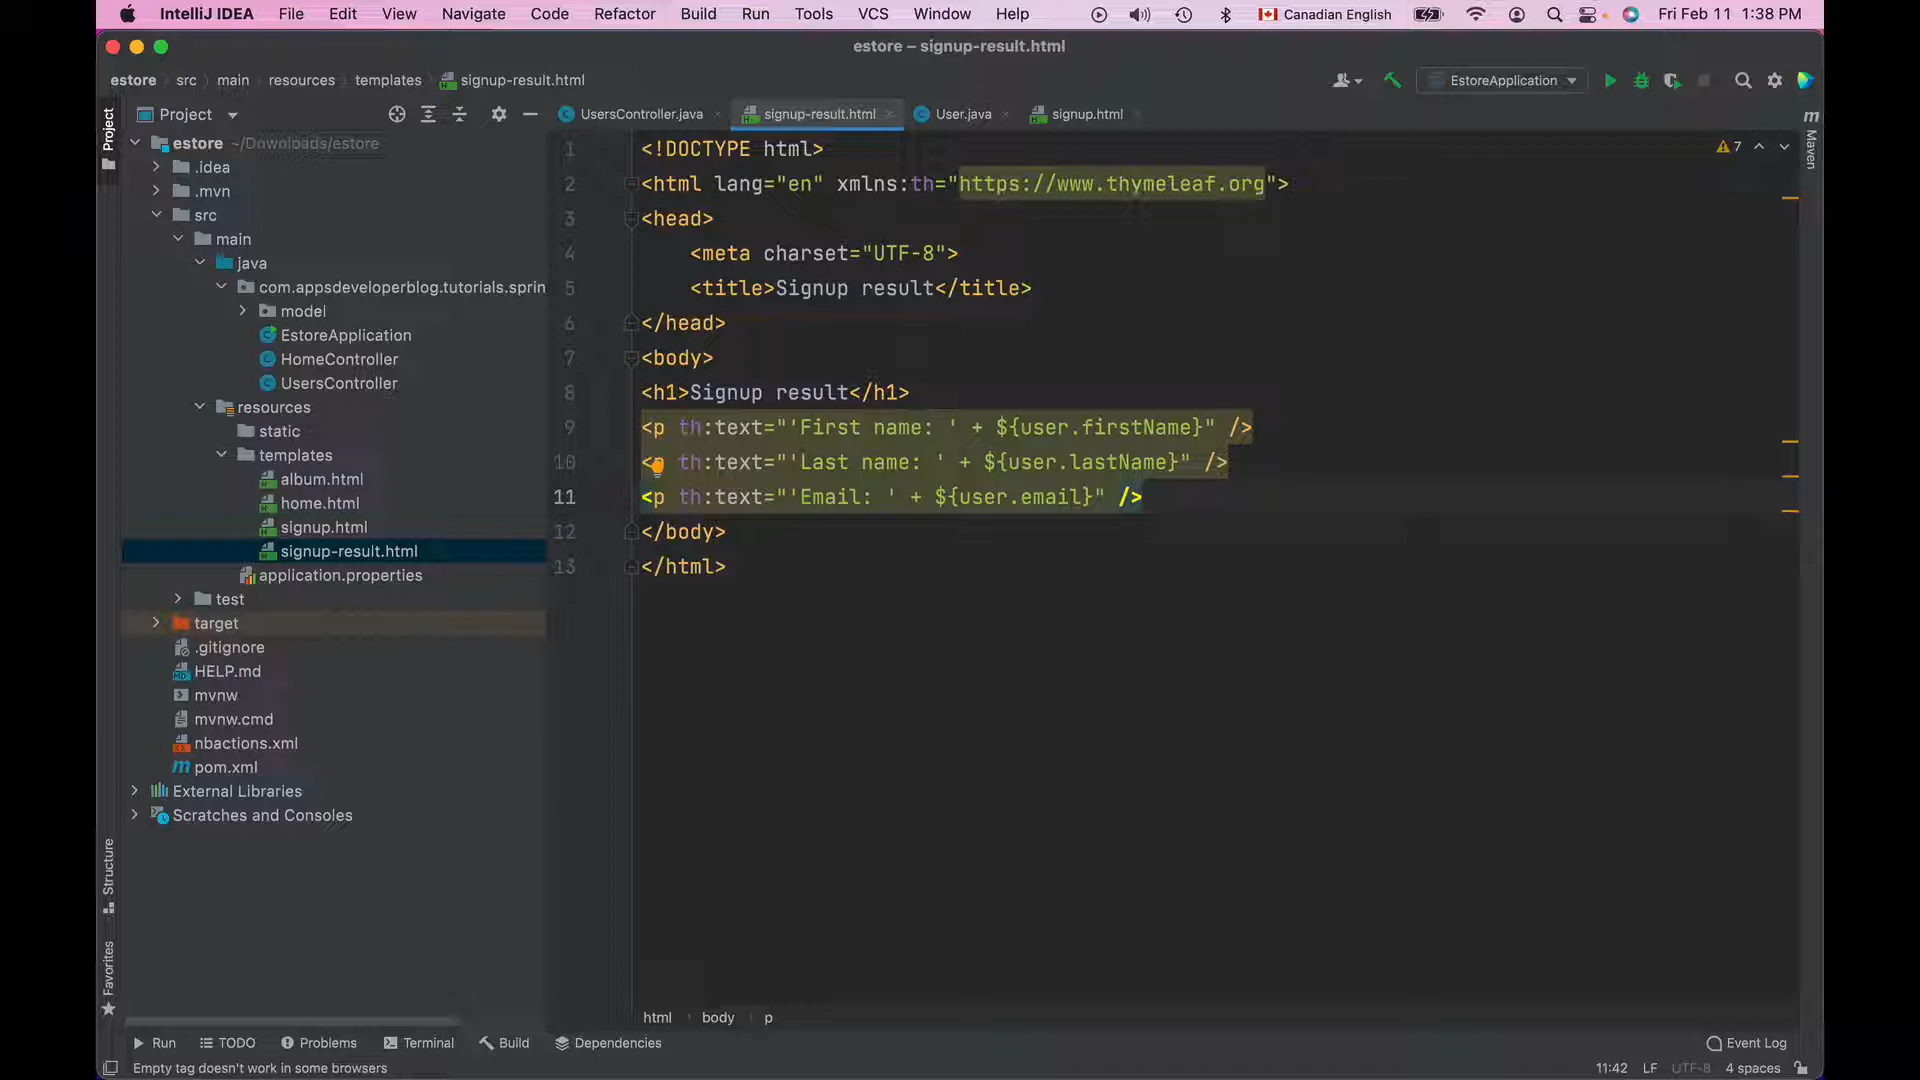 IntelliJ IDEA File Edit View Navigate Code Refactor Build Run Tools VCS Window Help Canadian English Fri Feb 11 1:38 PM
estore – signup-result.html
estore src main resources templates signup-result.html EstoreApplication
Project UsersController.java signup-result.html User.java signup.html
Project
Maven
estore ~/Downloads/estore
.idea
.mvn
src
main
java
com.appsdeveloperblog.tutorials.sprin
model
EstoreApplication
HomeController
UsersController
resources
static
templates
album.html
home.html
signup.html
signup-result.html
application.properties
test
target
.gitignore
HELP.md
mvnw
mvnw.cmd
nbactions.xml
pom.xml
External Libraries
Scratches and Consoles
Structure
Favorites
7
1 <!DOCTYPE html>
2 <html lang="en" xmlns:th="https://www.thymeleaf.org">
3 <head>
4     <meta charset="UTF-8">
5     <title>Signup result</title>
6 </head>
7 <body>
8 <h1>Signup result</h1>
9 <p th:text="'First name: ' + ${user.firstName}" />
10 <p th:text="'Last name: ' + ${user.lastName}" />
11 <p th:text="'Email: ' + ${user.email}" />
12 </body>
13 </html>
html body p
Run TODO Problems Terminal Build Dependencies Event Log
Empty tag doesn't work in some browsers 11:42 LF UTF-8 4 spaces